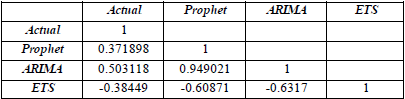 Actual Prophet ARIMA ETS
Actual 1
Prophet 0.371898 1
ARIMA 0.503118 0.949021 1
ETS -0.38449 -0.60871 -0.6317 1